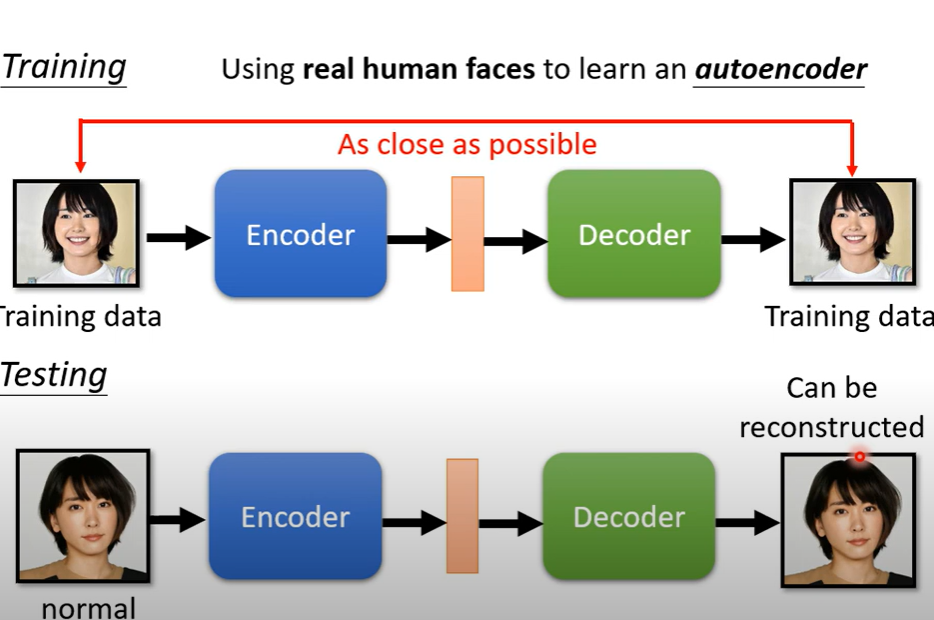 Training
Using real human faces to learn an autoencoder
As close as possible
Encoder
Decoder
Training data
Training data
Testing
Can be
reconstructed
Encoder
Decoder
normal